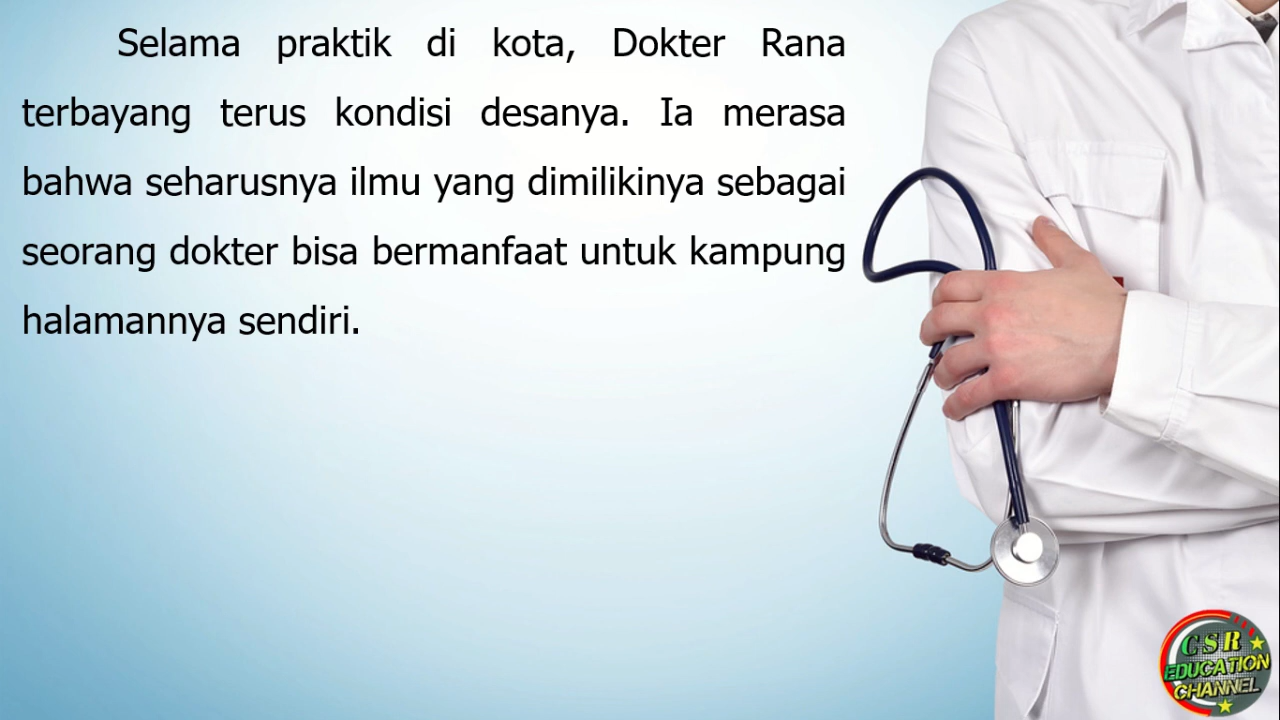 Selama praktik di kota, Dokter Rana
terbayang terus kondisi desanya. Ia merasa
bahwa seharusnya ilmu yang dimilikinya sebagai
seorang dokter bisa bermanfaat untuk kampung
halamannya sendiri.
CSR
EDUCATION
CHANNEL